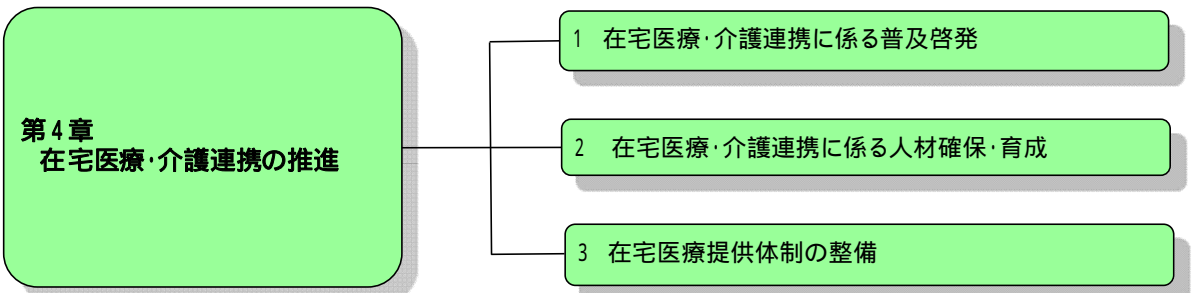 第4章
在宅医療･介護連携の推進
1 在宅医療･介護連携に係る普及啓発
2 在宅医療･介護連携に係る人材確保･育成
3 在宅医療提供体制の整備